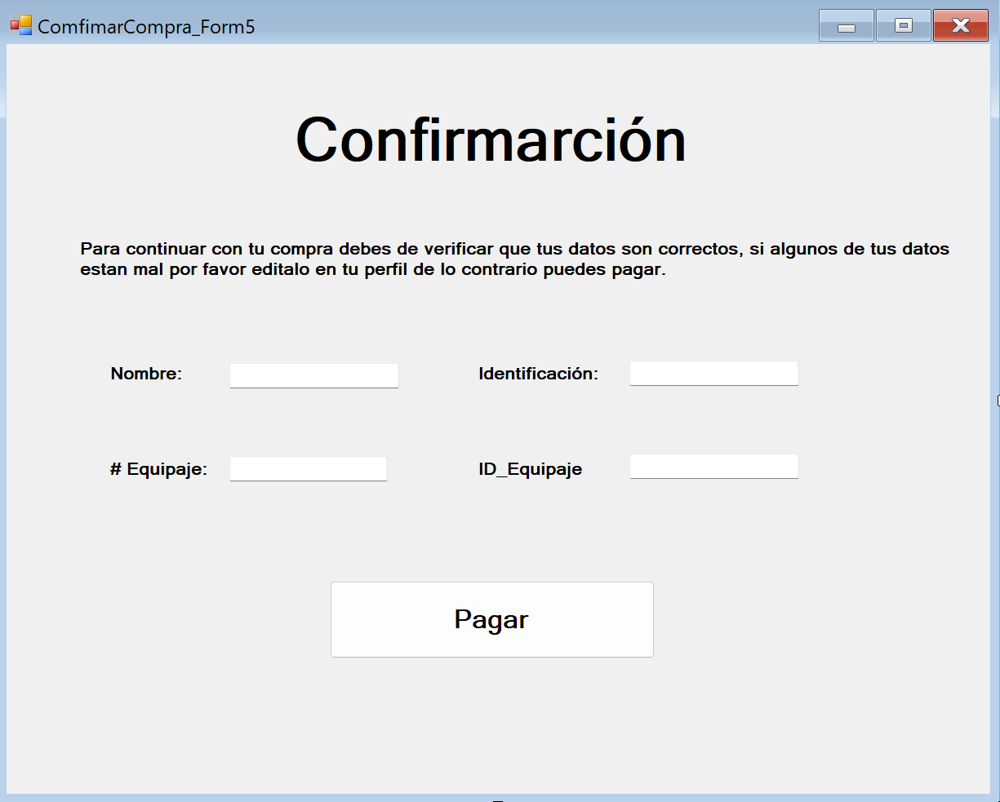 ComfimarCompra_Form5
Confirmarción
Para continuar con tu compra debes de verificar que tus datos son correctos, si algunos de tus datos
estan mal por favor editalo en tu perfil de lo contrario puedes pagar.
Nombre:
Identificación:
# Equipaje:
ID_Equipaje
Pagar